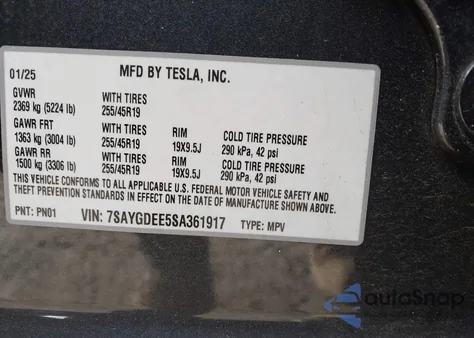 01/25 MFD BY TESLA, INC.
GVWR WITH TIRES
2369 kg (5224 lb) 255/45R19
GAWR FRT WITH TIRES RIM COLD TIRE PRESSURE
1363 kg (3004 lb) 255/45R19 19X9.5J 290 kPa, 42 psi
GAWR RR WITH TIRES RIM COLD TIRE PRESSURE
1500 kg (3306 lb) 255/45R19 19X9.5J 290 kPa, 42 psi
THIS VEHICLE CONFORMS TO ALL APPLICABLE U.S. FEDERAL MOTOR VEHICLE SAFETY AND
THEFT PREVENTION STANDARDS IN EFFECT ON THE DATE OF MANUFACTURE SHOWN ABOVE.
PNT: PN01 VIN: 7SAYGDEE5SA361917 TYPE: MPV
autoSnap